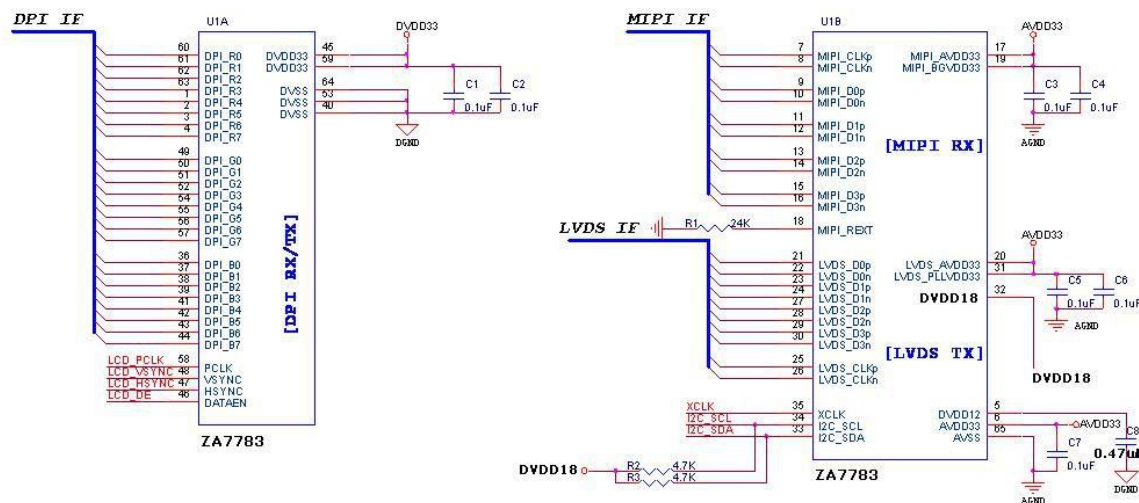 DPI IF
U1A
DVDD33
60 DPI_R0 DVDD33 45
61 DPI_R1 DVDD33 59
62 DPI_R2
63 DPI_R3 DVSS 64
1 DPI_R4 DVSS 53
2 DPI_R5 DVSS 40
3 DPI_R6
4 DPI_R7
C1 0.1uF
C2 0.1uF
DGND
49 DPI_G0
50 DPI_G1
51 DPI_G2
52 DPI_G3
54 DPI_G4
55 DPI_G5
56 DPI_G6
57 DPI_G7
[DPI RX/TX]
36 DPI_B0
37 DPI_B1
38 DPI_B2
39 DPI_B3
41 DPI_B4
42 DPI_B5
43 DPI_B6
44 DPI_B7
LCD_PCLK 58 PCLK
LCD_VSYNC 48 VSYNC
LCD_HSYNC 47 HSYNC
LCD_DE 46 DATAEN
ZA7783
MIPI IF
U1B
AVDD33
7 MIPI_CLKp MIPI_AVDD33 17
8 MIPI_CLKn MIPI_BGVDD33 19
9 MIPI_D0p
10 MIPI_D0n
11 MIPI_D1p
12 MIPI_D1n
13 MIPI_D2p
14 MIPI_D2n
15 MIPI_D3p
16 MIPI_D3n
C3 0.1uF
C4 0.1uF
AGND
[MIPI RX]
R1 24K 18 MIPI_REXT
LVDS IF
AVDD33
21 LVDS_D0p LVDS_AVDD33 20
22 LVDS_D0n LVDS_PLLVDD33 31
23 LVDS_D1p
24 LVDS_D1n DVDD18 32
27 LVDS_D2p
28 LVDS_D2n
29 LVDS_D3p
30 LVDS_D3n
C5 0.1uF
C6 0.1uF
AGND
[LVDS TX]
25 LVDS_CLKp
26 LVDS_CLKn
DVDD18
XCLK 35 XCLK DVDD12 5
I2C_SCL 34 I2C_SCL AVDD33 6 AVDD33
I2C_SDA 33 I2C_SDA AVSS 65
C7 0.1uF
C8
AGND
DGND
DVDD18 R2 4.7K
R3 4.7K
ZA7783